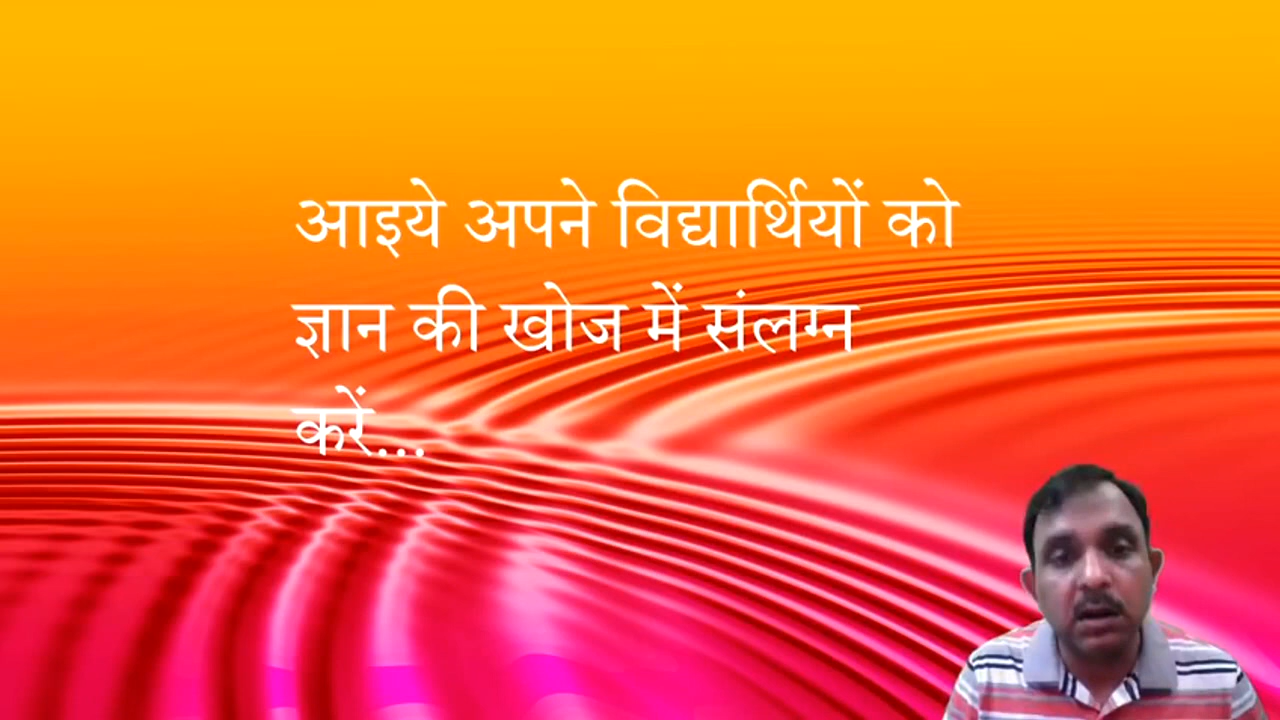 आइये अपने विद्यार्थियों को
ज्ञान की खोज में संलग्न
करें...